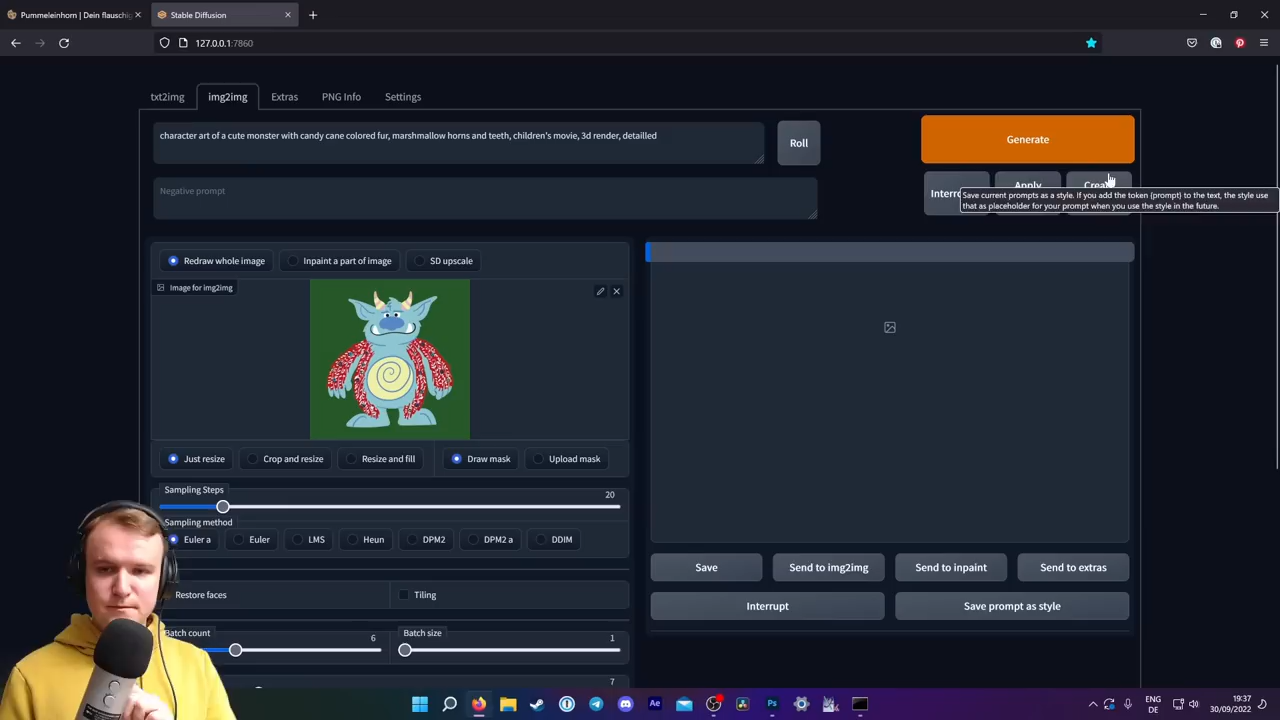 Pummeleinhorn | Dein flauschig
Stable Diffusion
127.0.0.1:7860
txt2img
img2img
Extras
PNG Info
Settings
character art of a cute monster with candy cane colored fur, marshmallow horns and teeth, children's movie, 3d render, detailled
Roll
Generate
Negative prompt
Save current prompts as a style. If you add the token {prompt} to the text, the style use
that as placeholder for your prompt when you use the style in the future.
Redraw whole image
Inpaint a part of image
SD upscale
Image for img2img
Just resize
Crop and resize
Resize and fill
Draw mask
Upload mask
Sampling Steps
20
Sampling method
Euler a
Euler
LMS
Heun
DPM2
DPM2 a
DDIM
Save
Send to img2img
Send to inpaint
Send to extras
Restore faces
Tiling
Interrupt
Save prompt as style
Batch count
6
Batch size
1
7
ENG
DE
19:37
30/09/2022